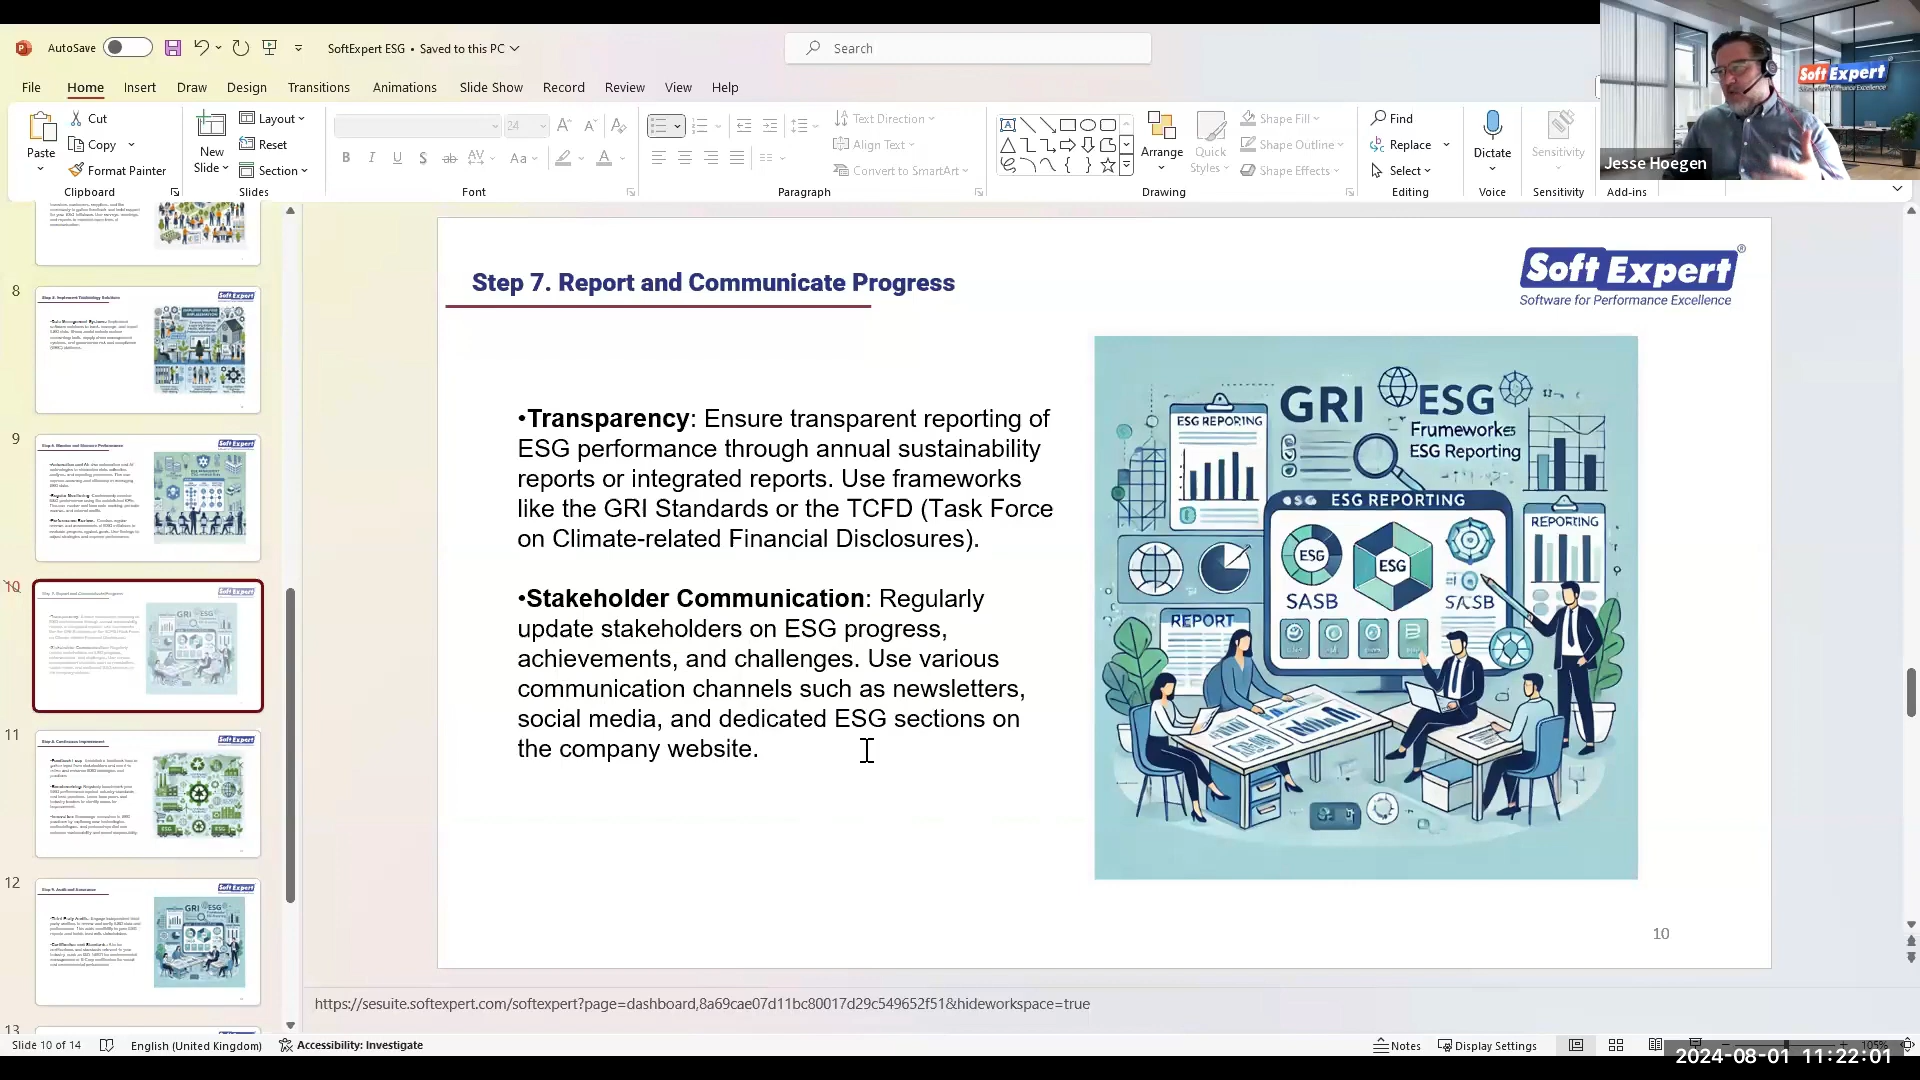 AutoSave
SoftExpert ESG • Saved to this PC
Search
File Home Insert Draw Design Transitions Animations Slide Show Record Review View Help
Paste
Cut
Copy
Format Painter
Clipboard
New
Slide
Layout
Reset
Section
Slides
24
B I U S ab AV Aa A
Font
Text Direction
Align Text
Convert to SmartArt
Paragraph
Arrange
Quick
Styles
Shape Fill
Shape Outline
Shape Effects
Drawing
Find
Replace
Select
Editing
Dictate
Voice
Sensitivity
Sensitivity
Add-ins
Soft Expert
Jesse Hoegen
8
9
10
11
12
13
Step 7. Report and Communicate Progress
Soft Expert®
Software for Performance Excellence
•Transparency: Ensure transparent reporting of
ESG performance through annual sustainability
reports or integrated reports. Use frameworks
like the GRI Standards or the TCFD (Task Force
on Climate-related Financial Disclosures).
•Stakeholder Communication: Regularly
update stakeholders on ESG progress,
achievements, and challenges. Use various
communication channels such as newsletters,
social media, and dedicated ESG sections on
the company website.
GRI ESG
Frumeworkes
ESG Reporting
ESG REPORTING
ESG REPORTING
REPORTING
ESG
ESG
SASB
REPORT
10
https://sesuite.softexpert.com/softexpert?page=dashboard,8a69cae07d11bc80017d29c549652f51&hideworkspace=true
Slide 10 of 14
English (United Kingdom)
Accessibility: Investigate
Notes
Display Settings
105%
2024-08-01 11:22:01